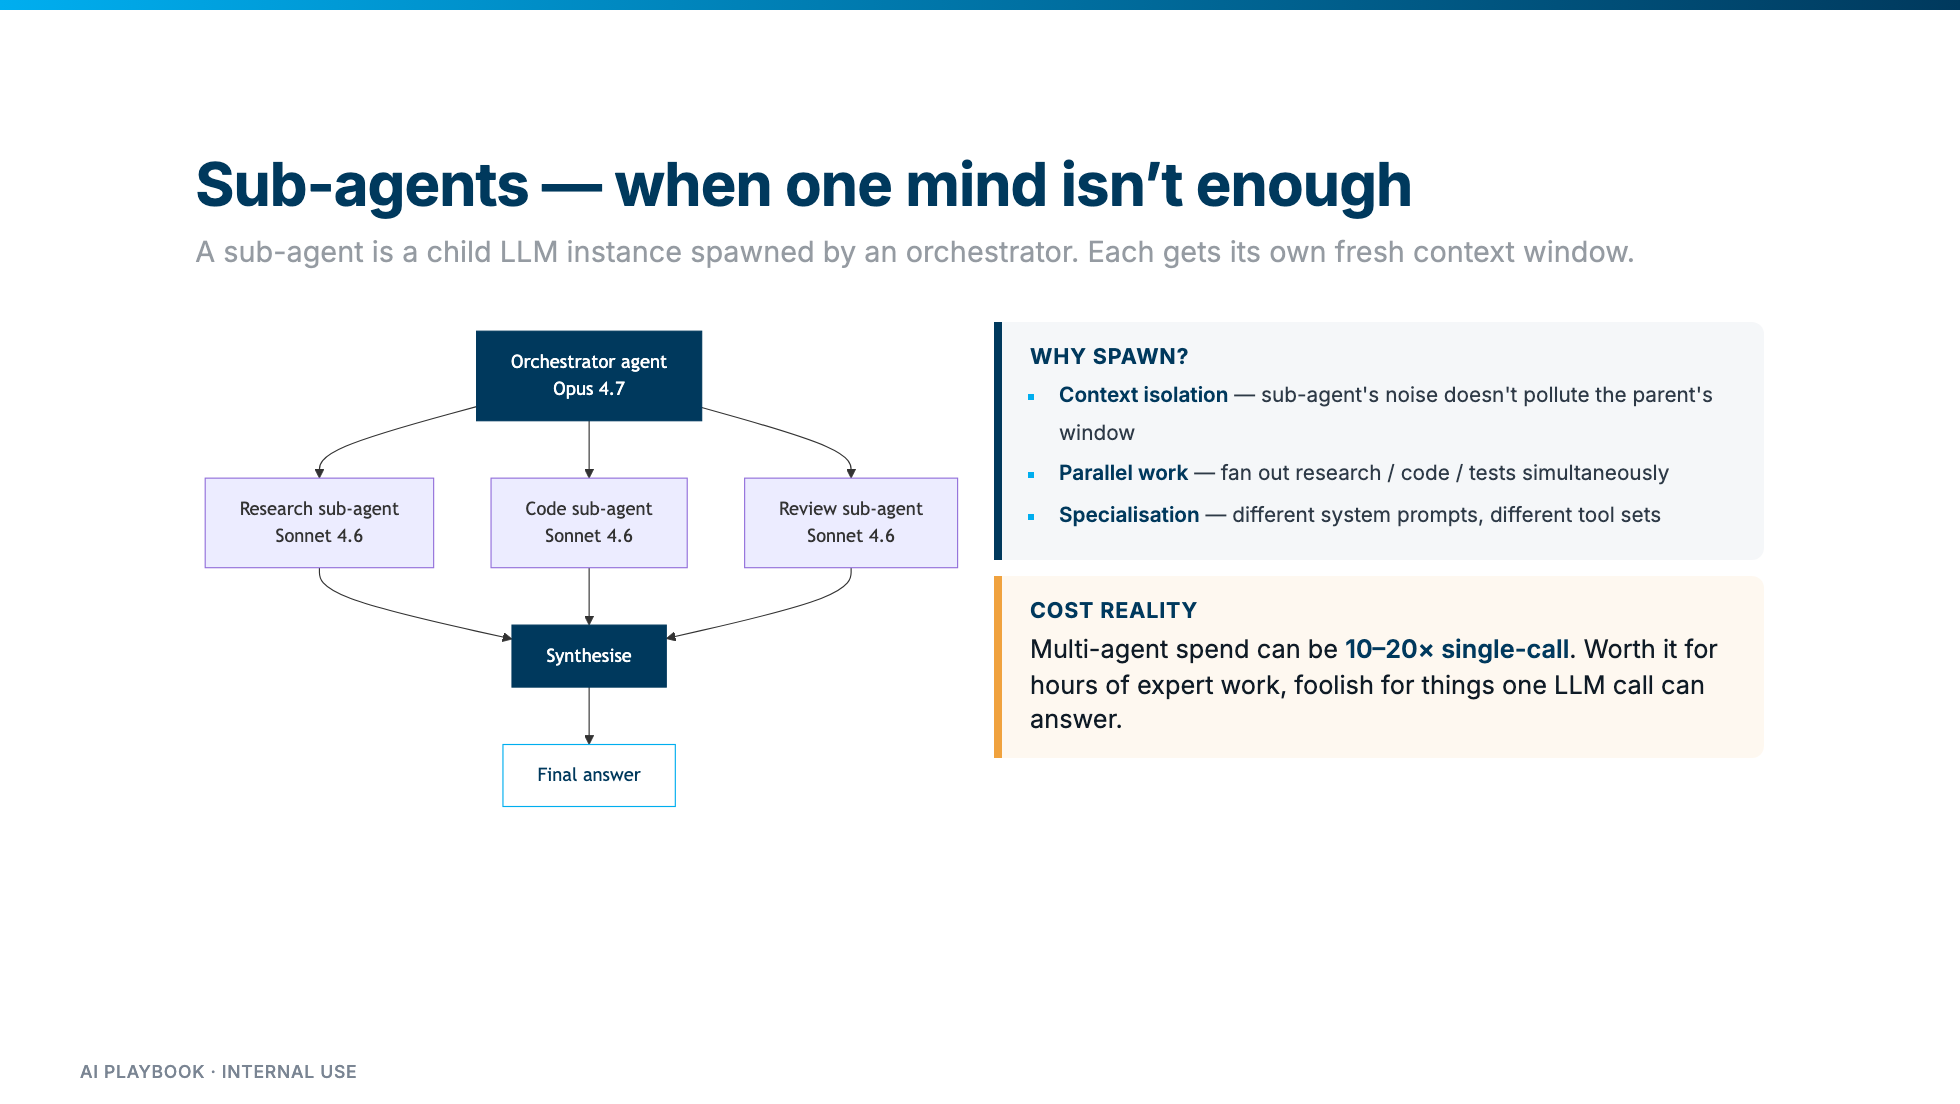 Sub-agents — when one mind isn’t enough
A sub-agent is a child LLM instance spawned by an orchestrator. Each gets its own fresh context window.
Orchestrator agent
Opus 4.7
Research sub-agent
Sonnet 4.6
Code sub-agent
Sonnet 4.6
Review sub-agent
Sonnet 4.6
Synthesise
Final answer
WHY SPAWN?
Context isolation — sub-agent's noise doesn't pollute the parent's
window
Parallel work — fan out research / code / tests simultaneously
Specialisation — different system prompts, different tool sets
COST REALITY
Multi-agent spend can be 10–20× single-call. Worth it for
hours of expert work, foolish for things one LLM call can
answer.
AI PLAYBOOK · INTERNAL USE